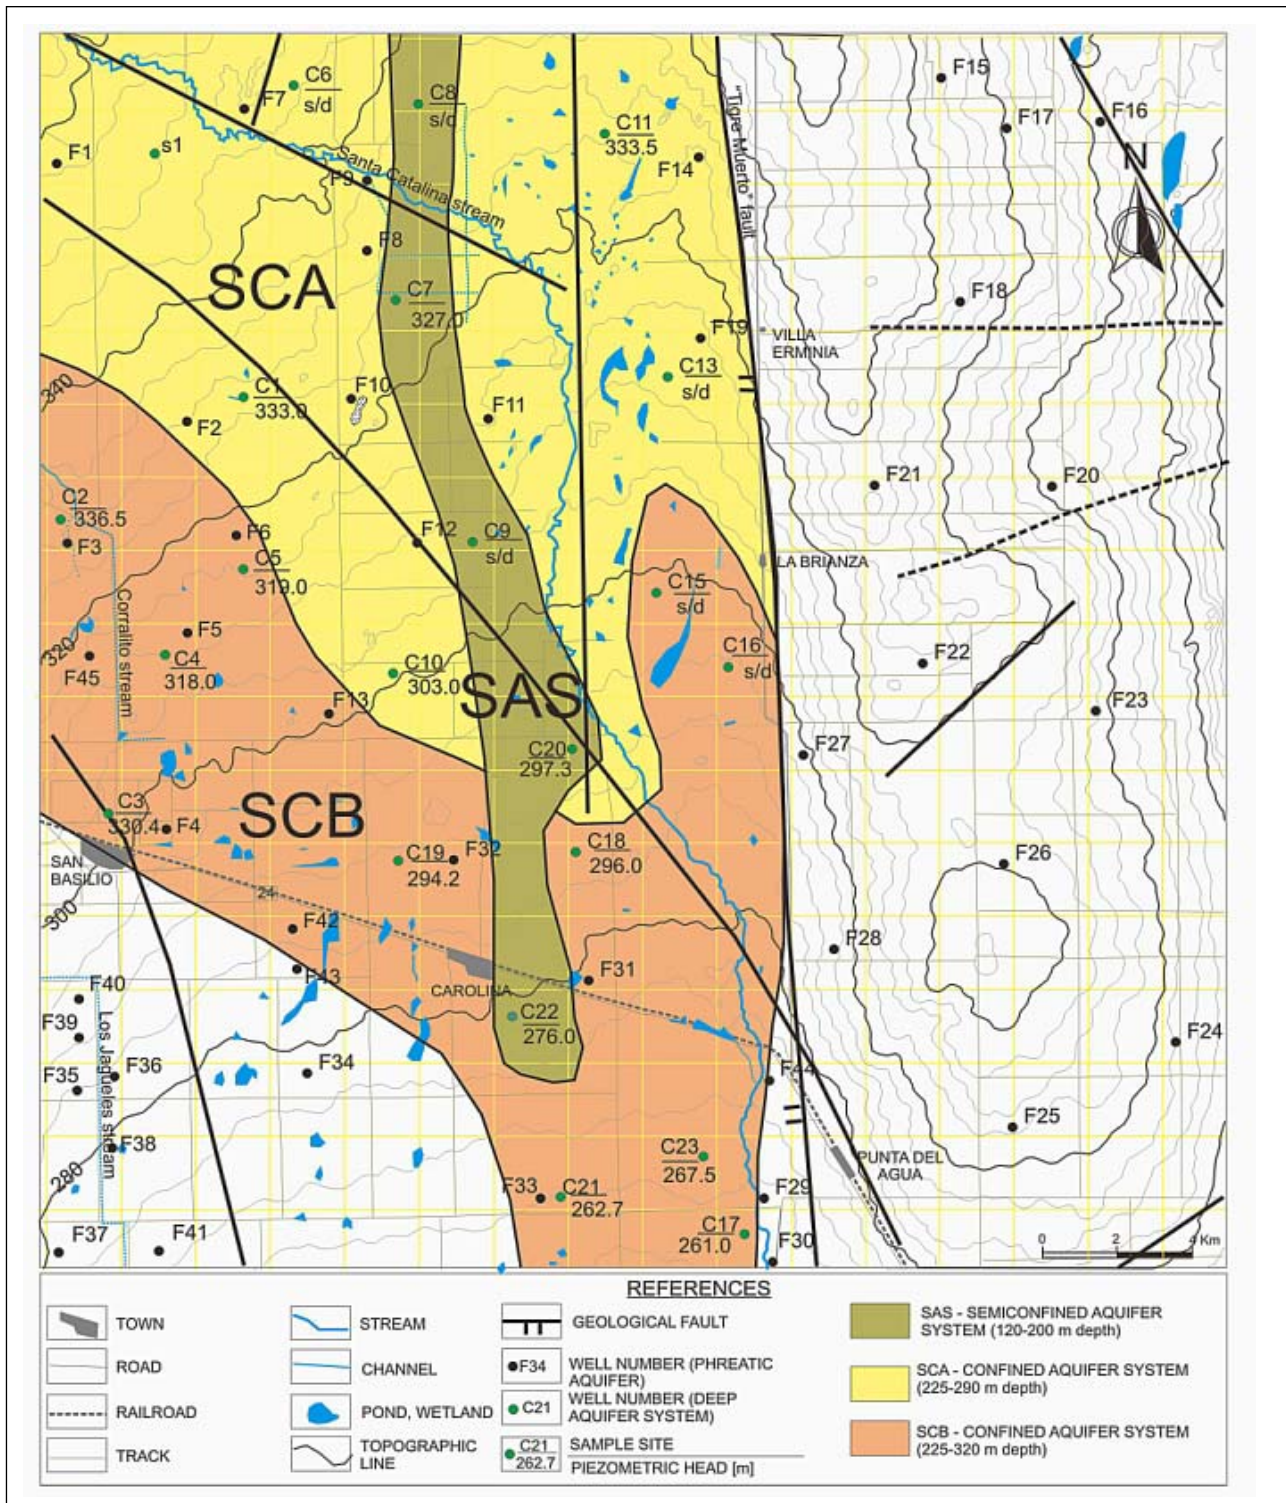 C6
s/d
F7
C8
s/d
F15
F17
F16
N
C11
333.5
F14
"Tigre Muerto" fault
F1
s1
Santa Catalina stream
F9
F8
SCA
C7
327.0
F18
F19
VILLA
ERMINIA
C13
s/d
340
C1
333.0
F10
F2
F11
C2
336.5
F3
F6
C5
319.0
F12
C9
s/d
F21
F20
LA BRIANZA
C15
s/d
Corralito stream
F5
320
F45
C4
318.0
C10
303.0
SAS
C16
s/d
F22
F13
F23
C20
297.3
F27
SCB
C3
330.4
F4
SAN
BASILIO
C19
294.2
F32
C18
296.0
F26
24
300
F42
F43
F28
F31
CAROLINA
F40
F39
C22
276.0
F24
Los Jagueles stream
F35
F36
F34
F44
F38
F25
280
C23
267.5
PUNTA DEL
AGUA
F33
C21
262.7
F29
C17
261.0
F30
F37
F41
0 2 4 Km
REFERENCES
TOWN
ROAD
RAILROAD
TRACK
STREAM
CHANNEL
POND, WETLAND
TOPOGRAPHIC
LINE
GEOLOGICAL FAULT
F34
WELL NUMBER (PHREATIC
AQUIFER)
C21
WELL NUMBER (DEEP
AQUIFER SYSTEM)
C21
262.7
SAMPLE SITE
PIEZOMETRIC HEAD [m]
SAS - SEMICONFINED AQUIFER
SYSTEM (120-200 m depth)
SCA - CONFINED AQUIFER SYSTEM
(225-290 m depth)
SCB - CONFINED AQUIFER SYSTEM
(225-320 m depth)